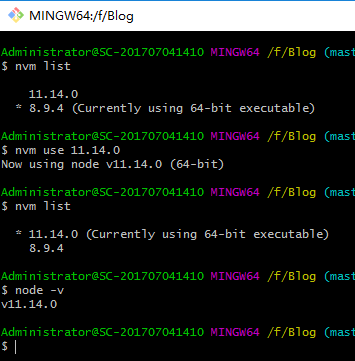 MINGW64:/f/Blog
Administrator@SC-201707041410 MINGW64 /f/Blog (mast
$ nvm list
11.14.0
* 8.9.4 (Currently using 64-bit executable)
Administrator@SC-201707041410 MINGW64 /f/Blog (mast
$ nvm use 11.14.0
Now using node v11.14.0 (64-bit)
Administrator@SC-201707041410 MINGW64 /f/Blog (mast
$ nvm list
* 11.14.0 (Currently using 64-bit executable)
8.9.4
Administrator@SC-201707041410 MINGW64 /f/Blog (mast
$ node -v
v11.14.0
Administrator@SC-201707041410 MINGW64 /f/Blog (mast
$